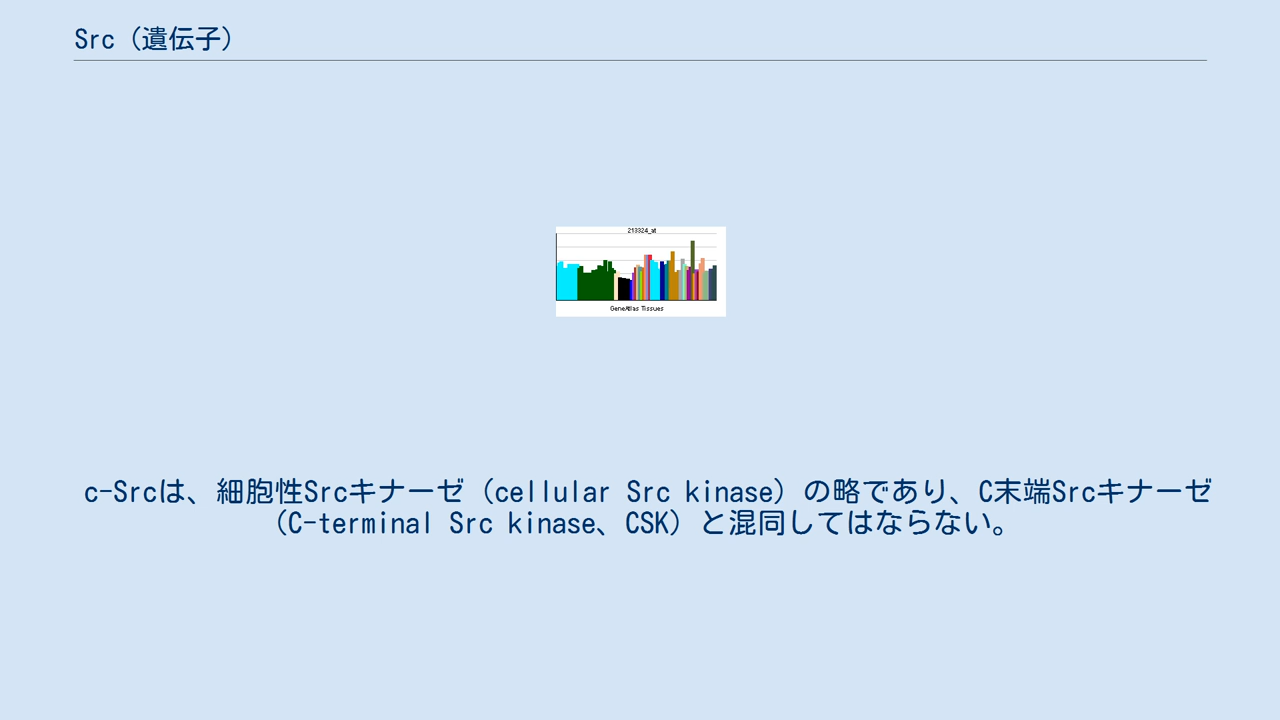 Src（遺伝子）
213324_at
GeneAtlas Tissues
c-Srcは、細胞性Srcキナーゼ（cellular Src kinase）の略であり、C末端Srcキナーゼ
（C-terminal Src kinase、CSK）と混同してはならない。